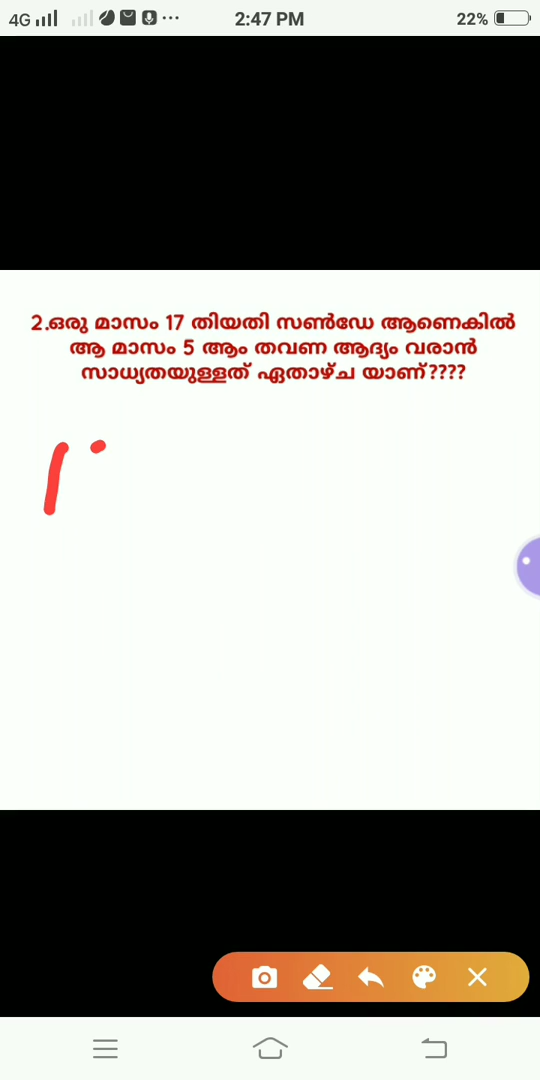 4G 2:47 PM 22%
2.ഒരു മാസം 17 തിയതി സൺഡേ ആണെകിൽ
ആ മാസം 5 ആം തവണ ആദ്യം വരാൻ
സാധ്യതയുള്ളത് ഏതാഴ്ച യാണ്????